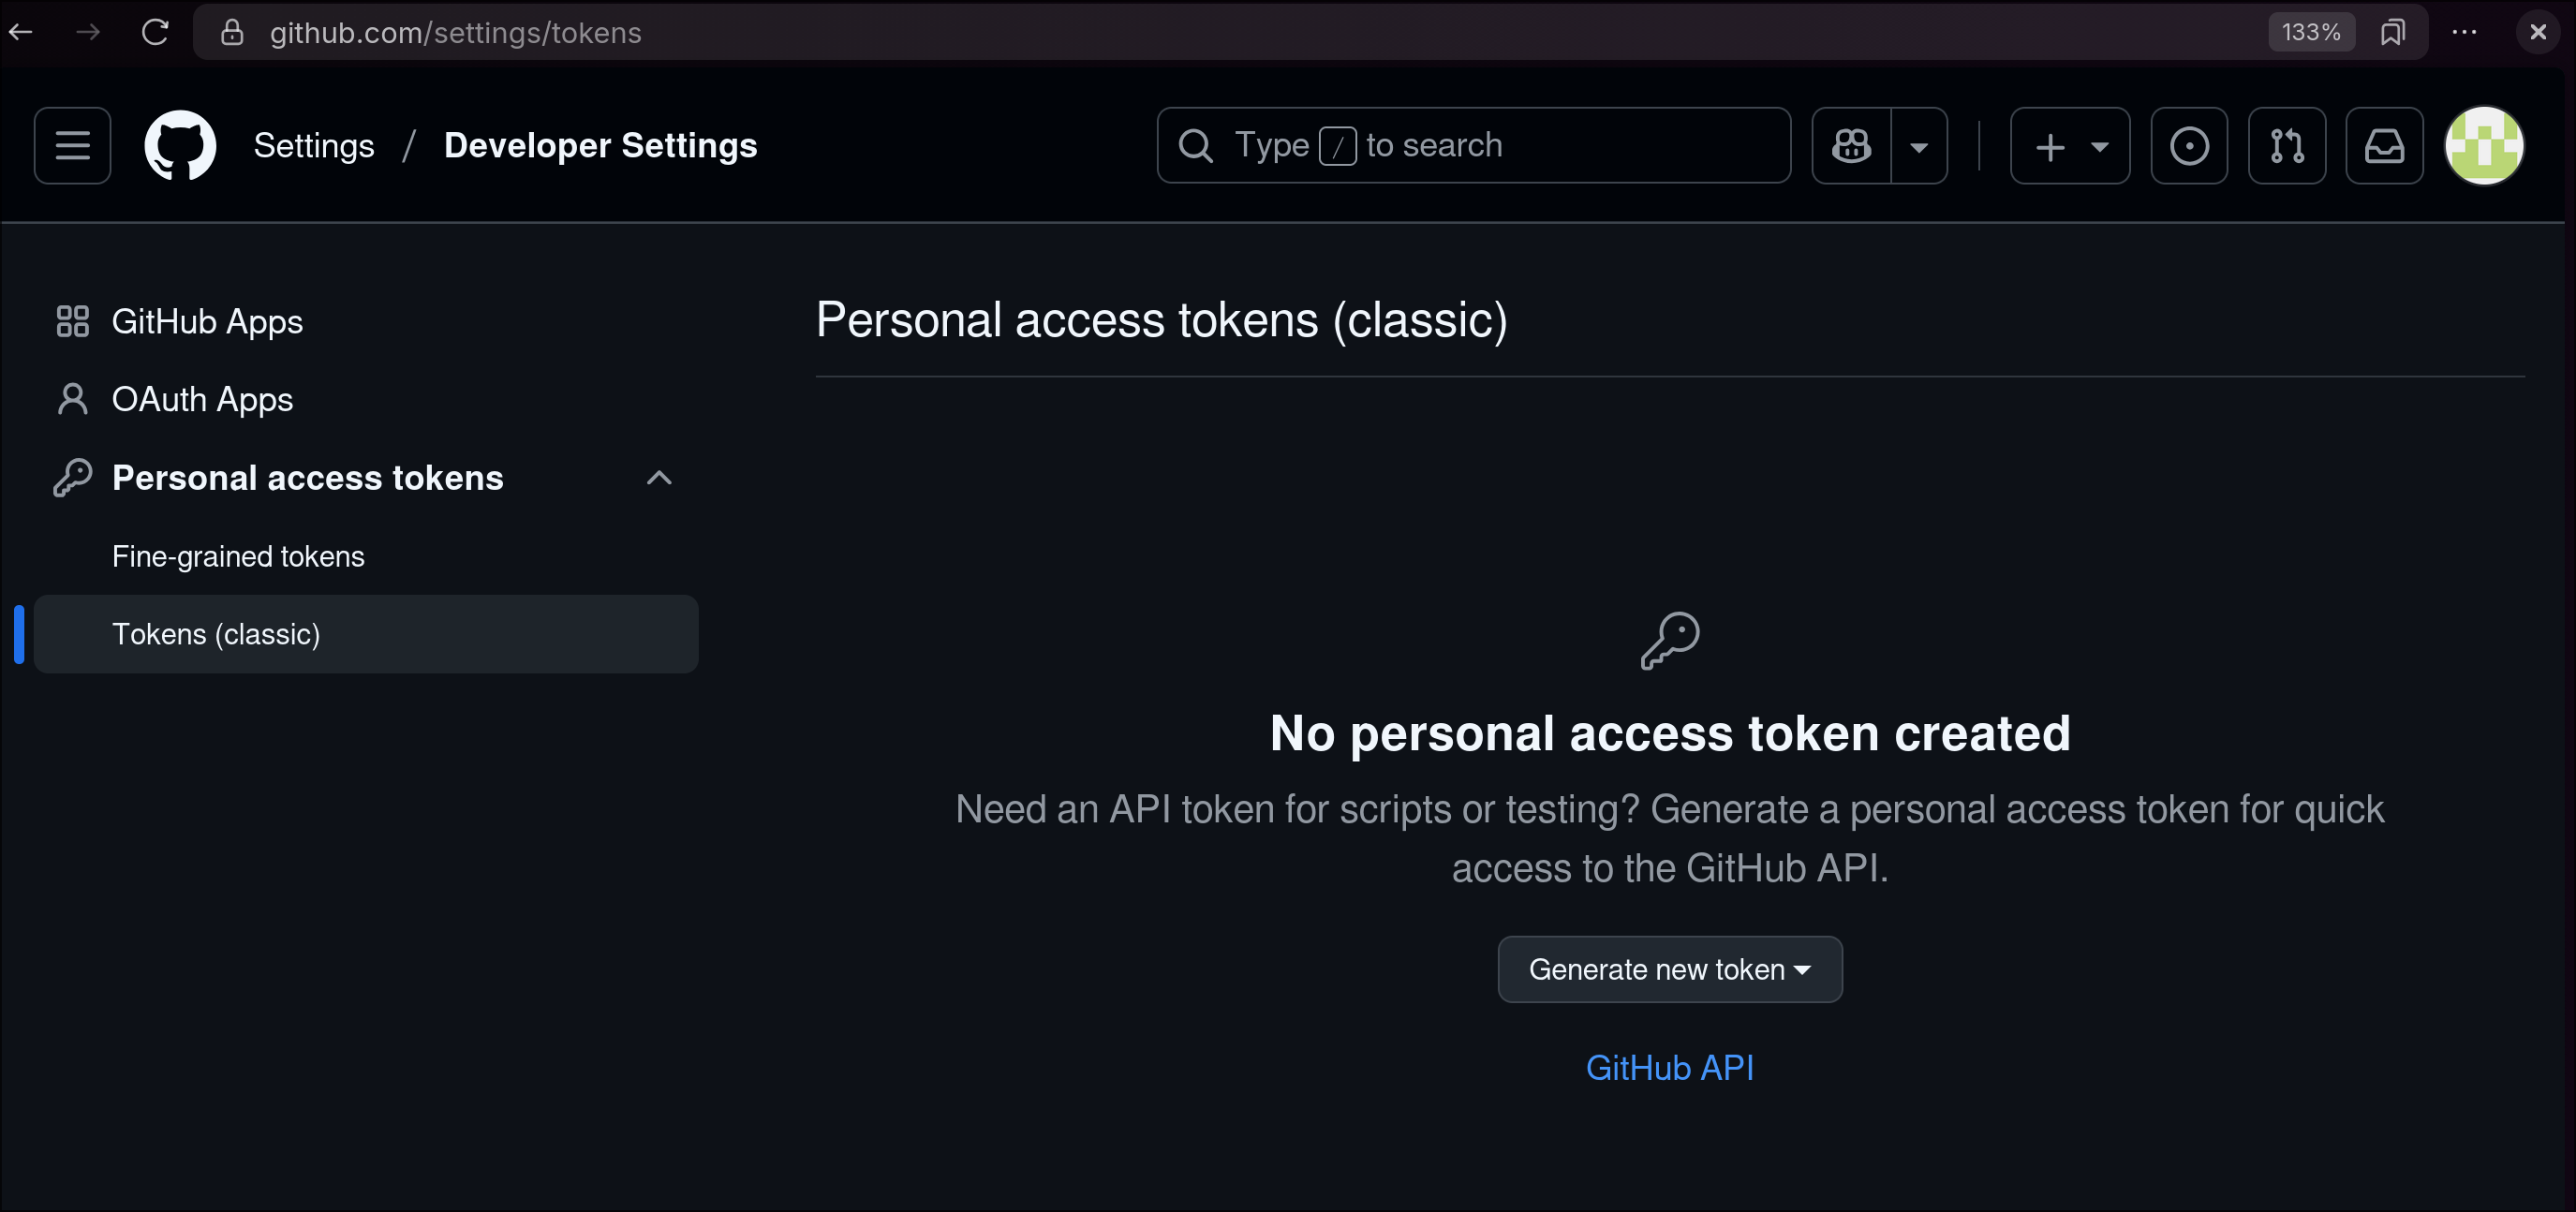 github.com/settings/tokens
133%
Settings / Developer Settings
Type / to search
GitHub Apps
OAuth Apps
Personal access tokens
Fine-grained tokens
Tokens (classic)
Personal access tokens (classic)
No personal access token created
Need an API token for scripts or testing? Generate a personal access token for quick
access to the GitHub API.
Generate new token
GitHub API